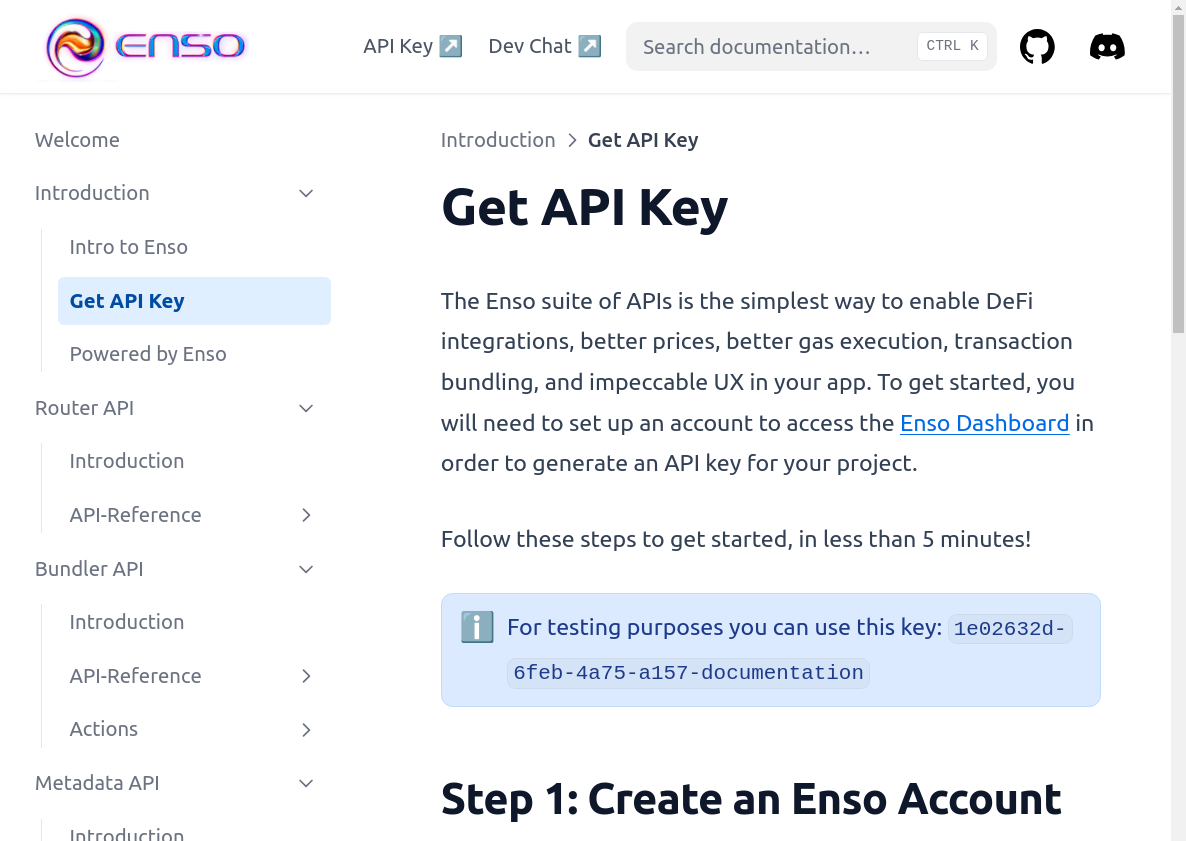 ENSO
API Key ↗
Dev Chat ↗
Search documentation…
CTRL K
Welcome
Introduction
Intro to Enso
Get API Key
Powered by Enso
Router API
Introduction
API-Reference
Bundler API
Introduction
API-Reference
Actions
Metadata API
Introduction
Introduction > Get API Key
Get API Key
The Enso suite of APIs is the simplest way to enable DeFi
integrations, better prices, better gas execution, transaction
bundling, and impeccable UX in your app. To get started, you
will need to set up an account to access the Enso Dashboard in
order to generate an API key for your project.
Follow these steps to get started, in less than 5 minutes!
ℹ️ For testing purposes you can use this key: 1e02632d-
6feb-4a75-a157-documentation
Step 1: Create an Enso Account